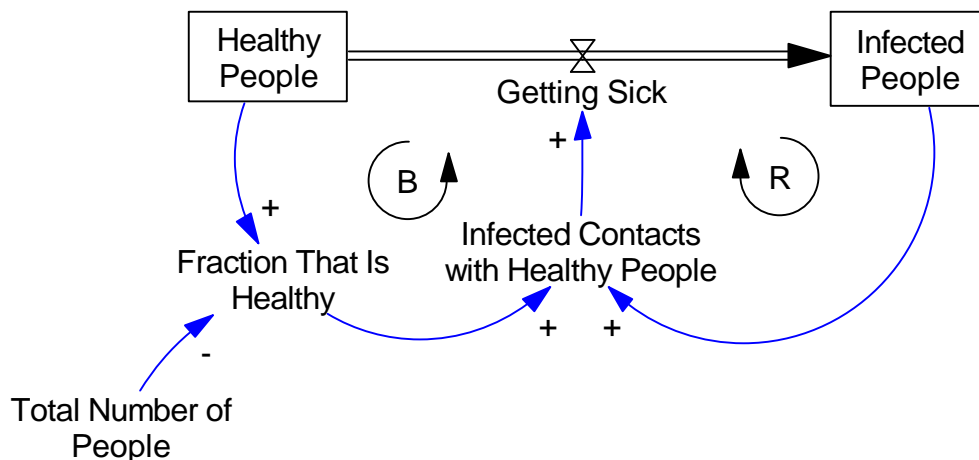 Healthy
People
Infected
People
Getting Sick
+
B
R
+
Infected Contacts
with Healthy People
Fraction That Is
Healthy
+
+
-
Total Number of
People